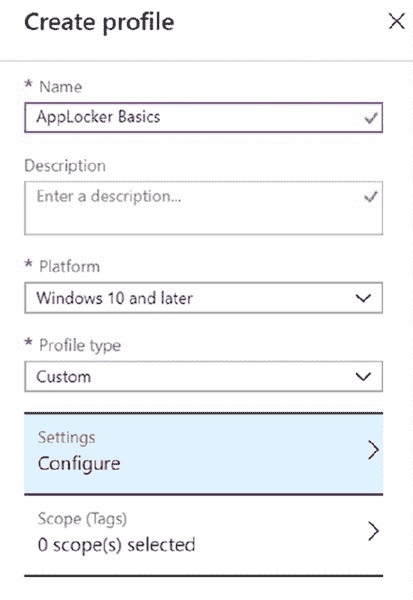 Create profile
* Name
AppLocker Basics
Description
Enter a description...
* Platform
Windows 10 and later
* Profile type
Custom
Settings
Configure
Scope (Tags)
0 scope(s) selected